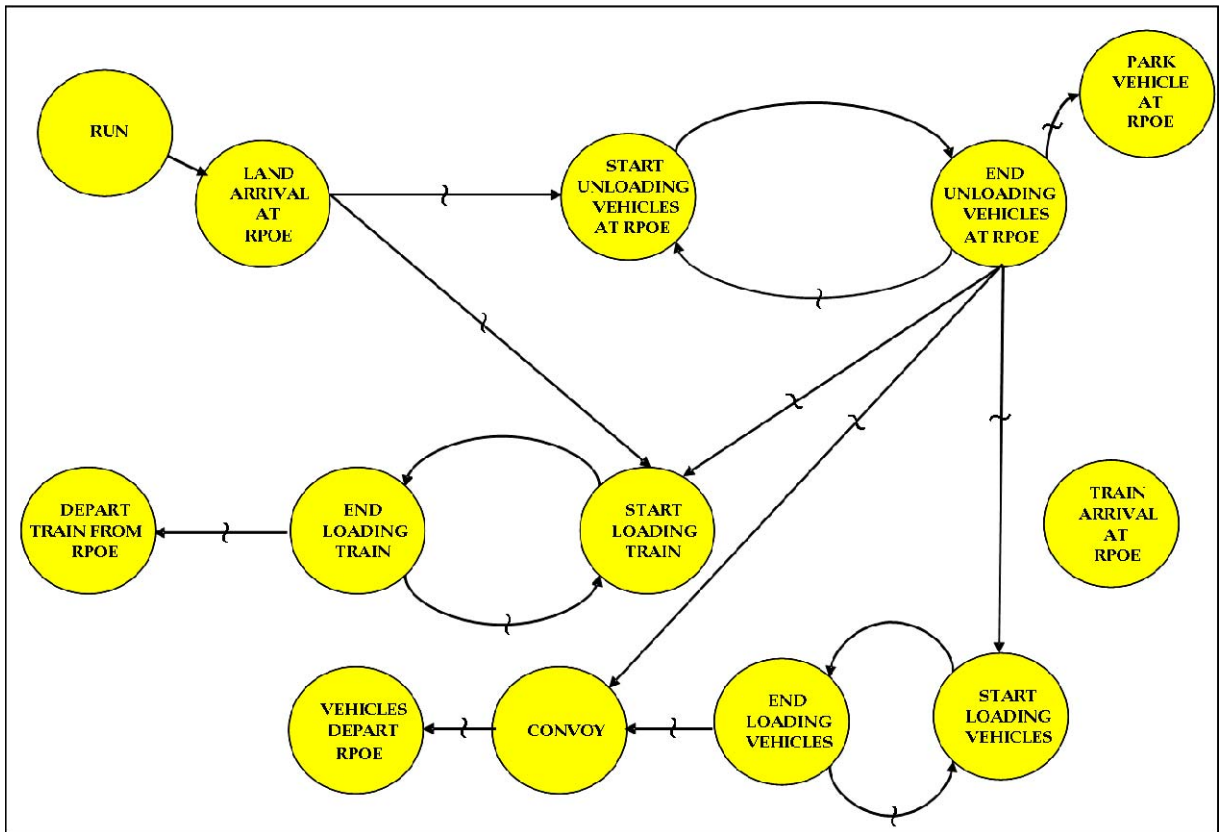 RUN
LAND
ARRIVAL
AT
RPOE
START
UNLOADING
VEHICLES
AT RPOE
END
UNLOADING
VEHICLES
AT RPOE
PARK
VEHICLE
AT
RPOE
DEPART
TRAIN FROM
RPOE
END
LOADING
TRAIN
START
LOADING
TRAIN
TRAIN
ARRIVAL
AT
RPOE
VEHICLES
DEPART
RPOE
CONVOY
END
LOADING
VEHICLES
START
LOADING
VEHICLES